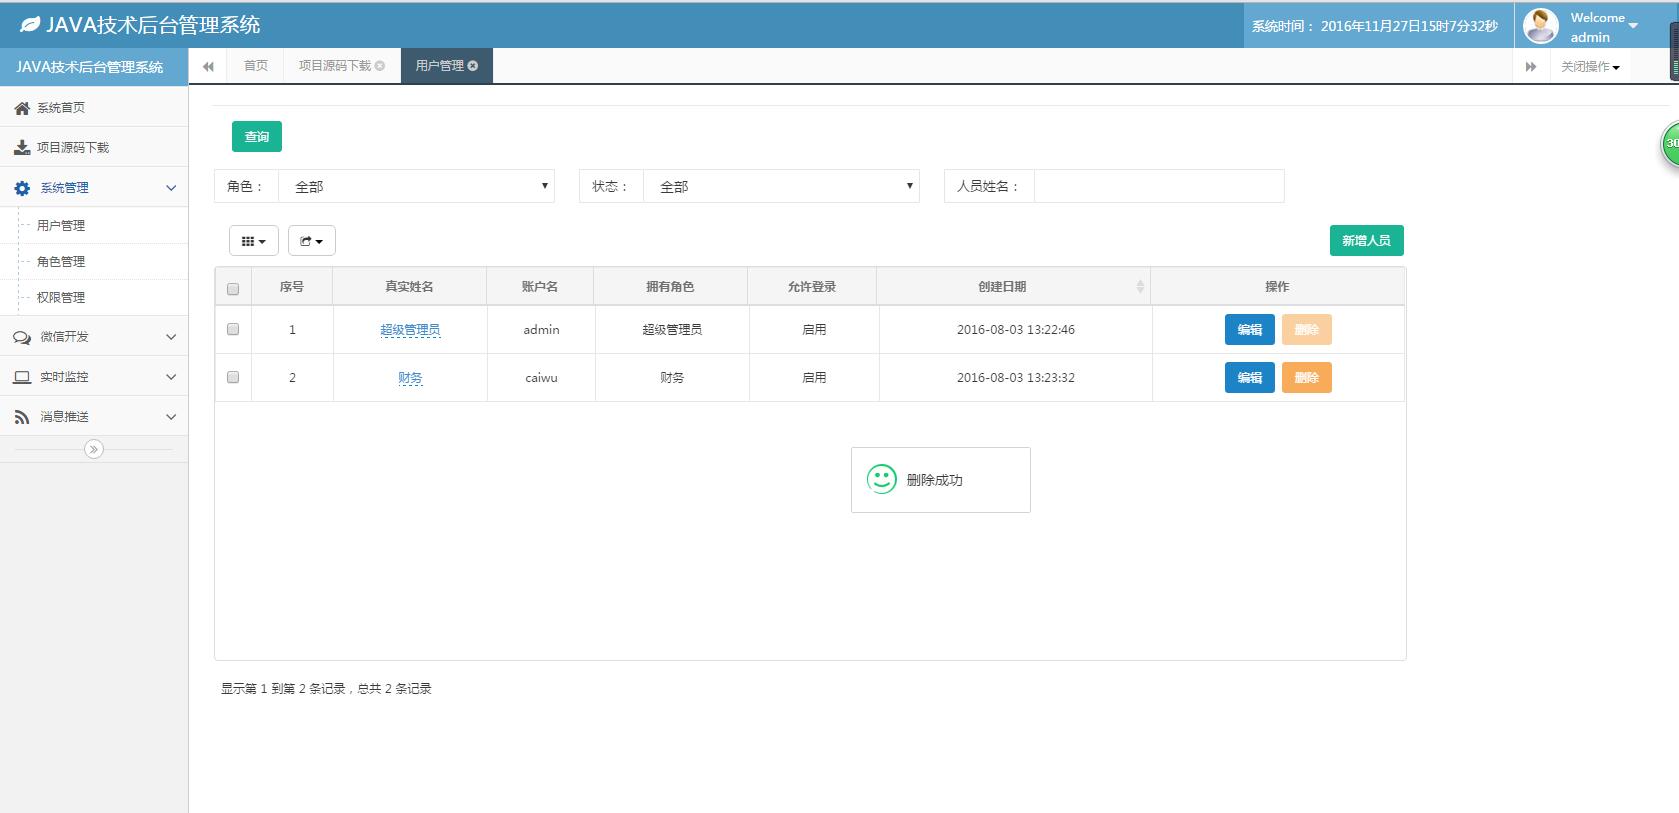 JAVA技术后台管理系统
系统时间： 2016年11月27日15时7分32秒
Welcome
admin
JAVA技术后台管理系统
首页
项目源码下载
用户管理
关闭操作
系统首页
项目源码下载
系统管理
用户管理
角色管理
权限管理
微信开发
实时监控
消息推送
查询
角色： 全部
状态： 全部
人员姓名：
新增人员
序号 真实姓名 账户名 拥有角色 允许登录 创建日期 操作
1 超级管理员 admin 超级管理员 启用 2016-08-03 13:22:46 编辑 删除
2 财务 caiwu 财务 启用 2016-08-03 13:23:32 编辑 删除
删除成功
显示第 1 到第 2 条记录，总共 2 条记录